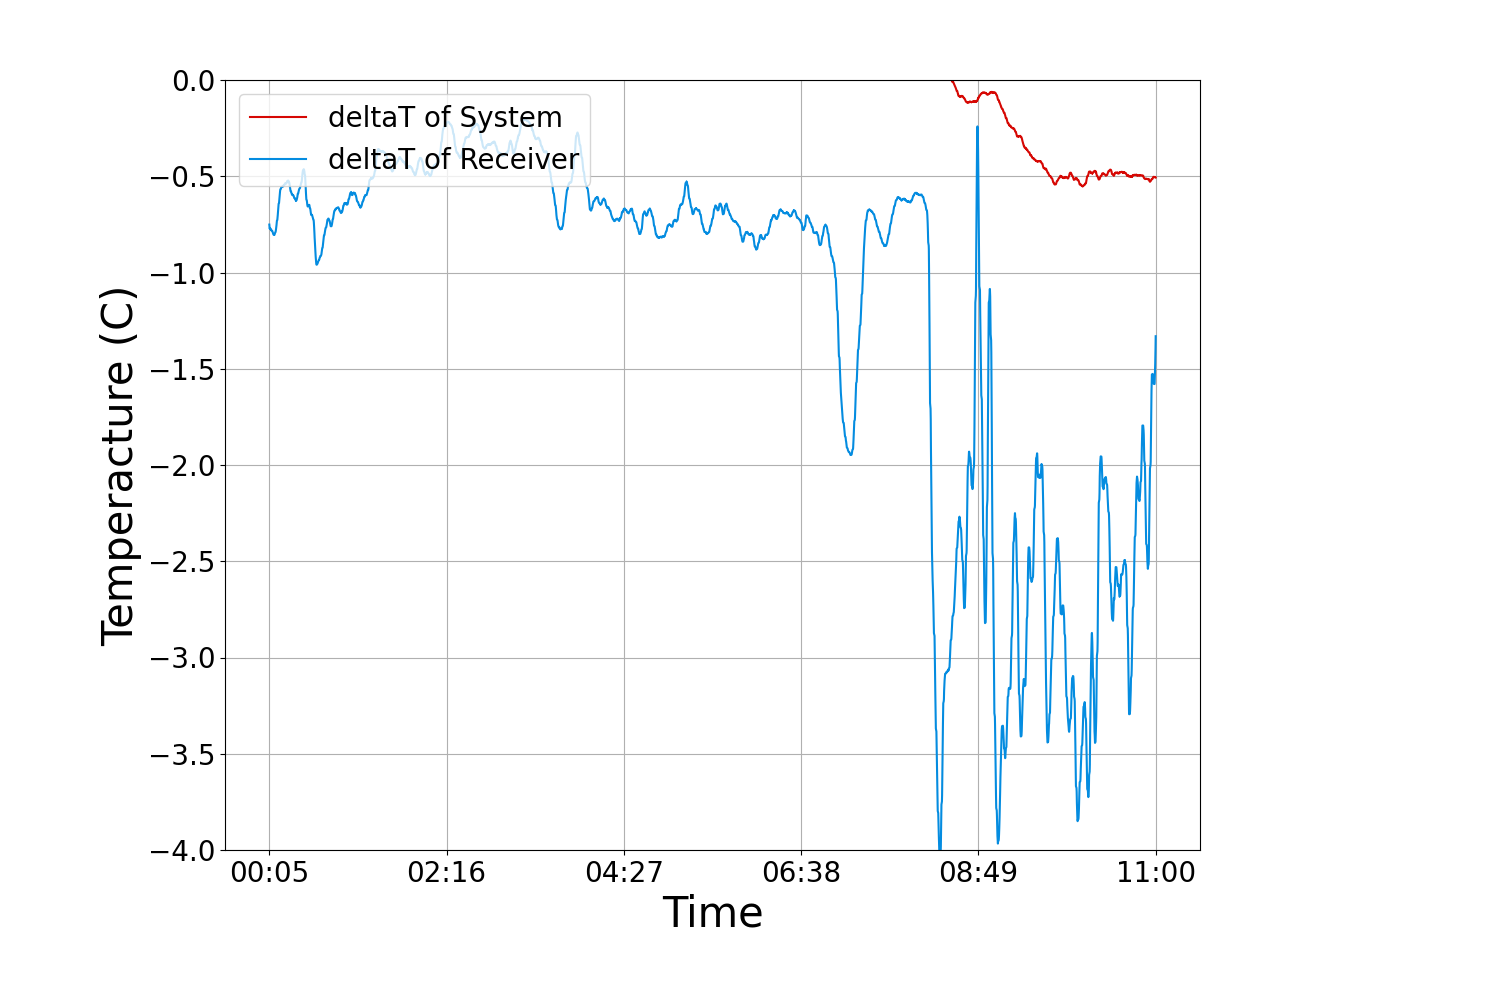 0.0
deltaT of System
deltaT of Receiver
−0.5
−1.0
−1.5
−2.0
−2.5
−3.0
−3.5
−4.0
Temperacture (C)
00:05 02:16 04:27 06:38 08:49 11:00
Time